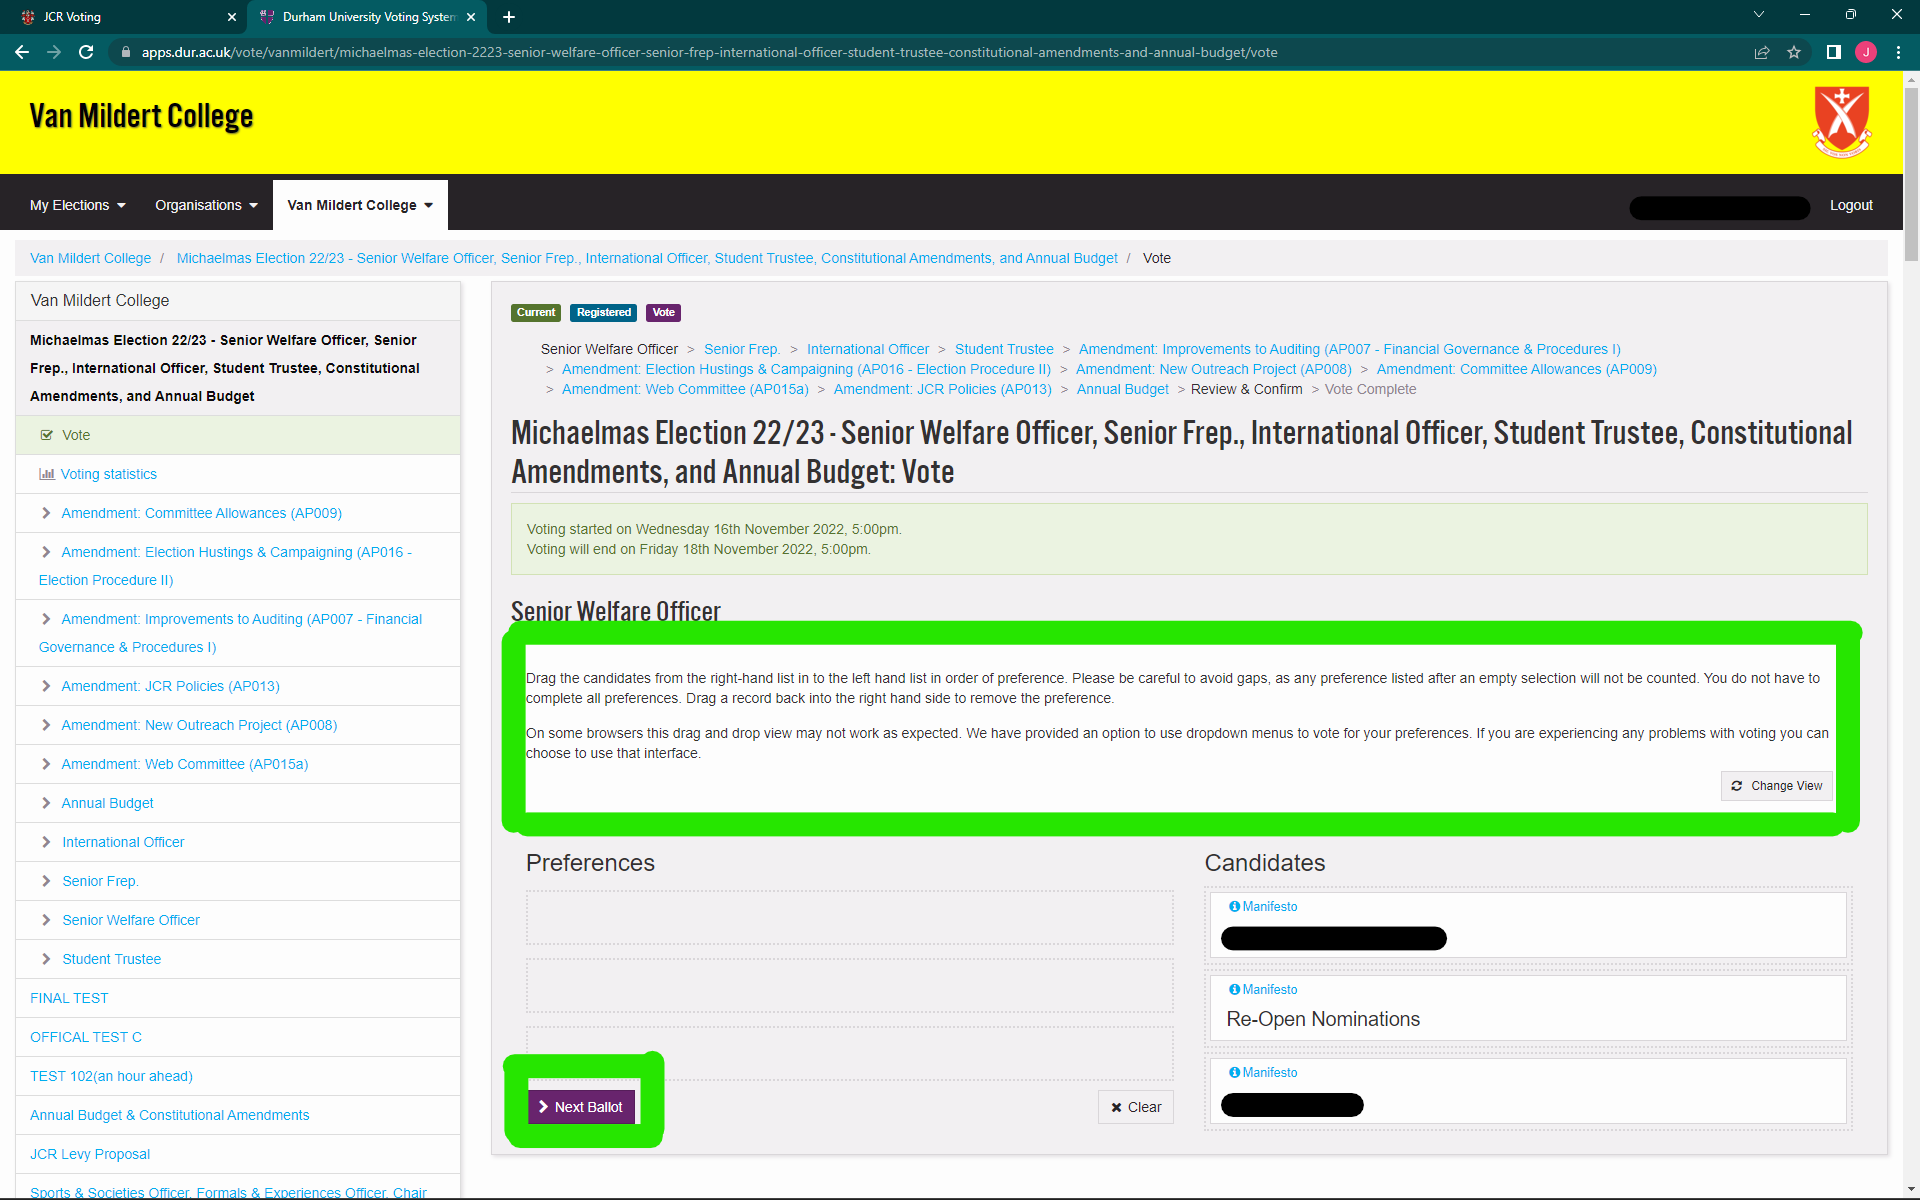 JCR Voting
Durham University Voting System
apps.dur.ac.uk/vote/vanmildert/michaelmas-election-2223-senior-welfare-officer-senior-frep-international-officer-student-trustee-constitutional-amendments-and-annual-budget/vote
J
Van Mildert College
My Elections
Organisations
Van Mildert College
Logout
Van Mildert College / Michaelmas Election 22/23 - Senior Welfare Officer, Senior Frep., International Officer, Student Trustee, Constitutional Amendments, and Annual Budget / Vote
Van Mildert College
Michaelmas Election 22/23 - Senior Welfare Officer, Senior
Frep., International Officer, Student Trustee, Constitutional
Amendments, and Annual Budget
Vote
Voting statistics
Amendment: Committee Allowances (AP009)
Amendment: Election Hustings & Campaigning (AP016 -
Election Procedure II)
Amendment: Improvements to Auditing (AP007 - Financial
Governance & Procedures I)
Amendment: JCR Policies (AP013)
Amendment: New Outreach Project (AP008)
Amendment: Web Committee (AP015a)
Annual Budget
International Officer
Senior Frep.
Senior Welfare Officer
Student Trustee
FINAL TEST
OFFICAL TEST C
TEST 102(an hour ahead)
Annual Budget & Constitutional Amendments
JCR Levy Proposal
Sports & Societies Officer, Formals & Experiences Officer, Chair
Current Registered Vote
Senior Welfare Officer > Senior Frep. > International Officer > Student Trustee > Amendment: Improvements to Auditing (AP007 - Financial Governance & Procedures I)
> Amendment: Election Hustings & Campaigning (AP016 - Election Procedure II) > Amendment: New Outreach Project (AP008) > Amendment: Committee Allowances (AP009)
> Amendment: Web Committee (AP015a) > Amendment: JCR Policies (AP013) > Annual Budget > Review & Confirm > Vote Complete
Michaelmas Election 22/23 - Senior Welfare Officer, Senior Frep., International Officer, Student Trustee, Constitutional
Amendments, and Annual Budget: Vote
Voting started on Wednesday 16th November 2022, 5:00pm.
Voting will end on Friday 18th November 2022, 5:00pm.
Senior Welfare Officer
Drag the candidates from the right-hand list in to the left hand list in order of preference. Please be careful to avoid gaps, as any preference listed after an empty selection will not be counted. You do not have to
complete all preferences. Drag a record back into the right hand side to remove the preference.
On some browsers this drag and drop view may not work as expected. We have provided an option to use dropdown menus to vote for your preferences. If you are experiencing any problems with voting you can
choose to use that interface.
Change View
Preferences
Next Ballot
Clear
Candidates
Manifesto
Manifesto
Re-Open Nominations
Manifesto